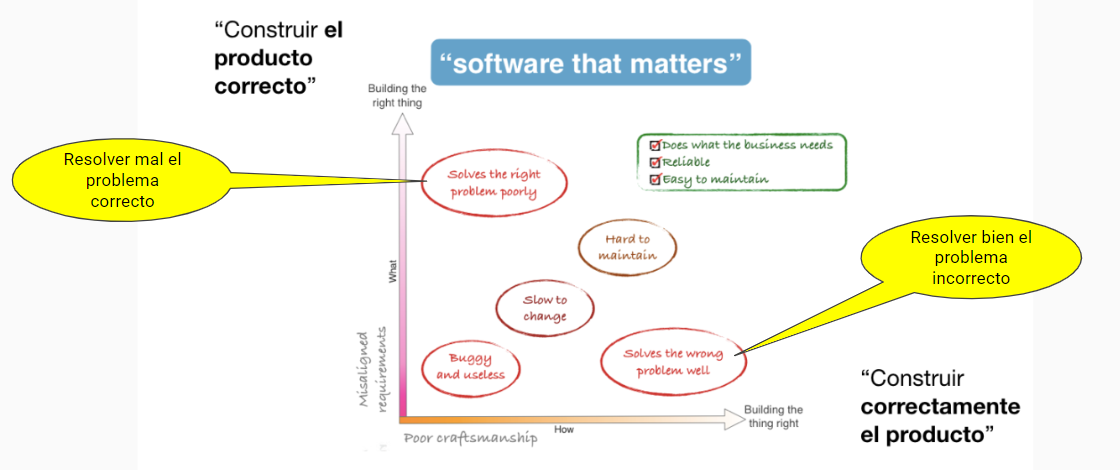 “Construir el
producto
correcto”
“software that matters”
Building the
right thing
Resolver mal el
problema
correcto
Solves the right
problem poorly
Does what the business needs
Reliable
Easy to maintain
Hard to
maintain
Resolver bien el
problema
incorrecto
What
Slow to
change
Misaligned
requirements
Buggy
and useless
Solves the wrong
problem well
“Construir
correctamente
el producto”
Building the
thing right
How
Poor craftsmanship